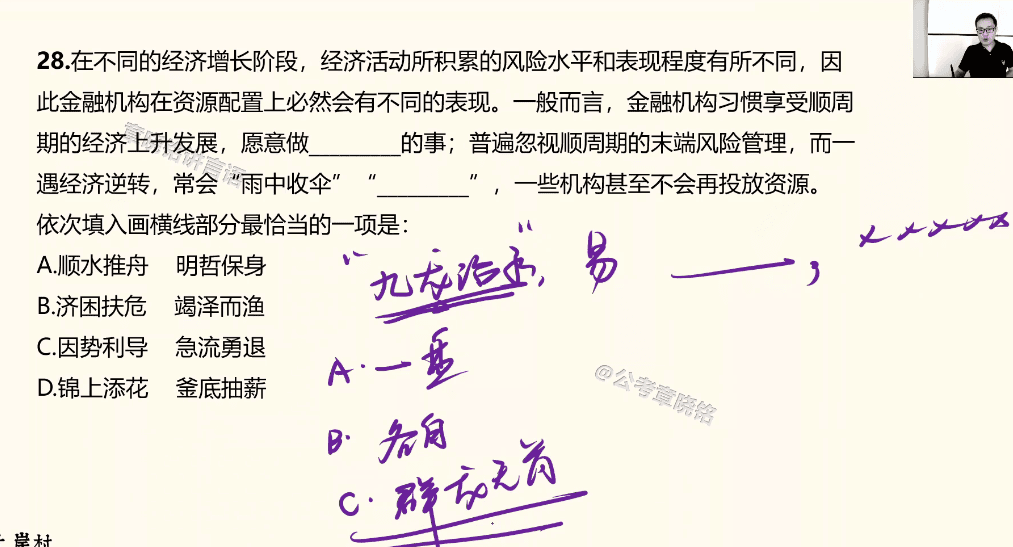 28.在不同的经济增长阶段，经济活动所积累的风险水平和表现程度有所不同，因
此金融机构在资源配置上必然会有不同的表现。一般而言，金融机构习惯享受顺周
期的经济上升发展，愿意做_________的事；普遍忽视顺周期的末端风险管理，而一
遇经济逆转，常会“雨中收伞”“_________”，一些机构甚至不会再投放资源。
依次填入画横线部分最恰当的一项是：
A.顺水推舟 明哲保身
B.济困扶危 竭泽而渔
C.因势利导 急流勇退
D.锦上添花 釜底抽薪
“九龙治水”，易 ——，
A.一
B.各自
C.群龙无首
@公考章晓铭
岸村